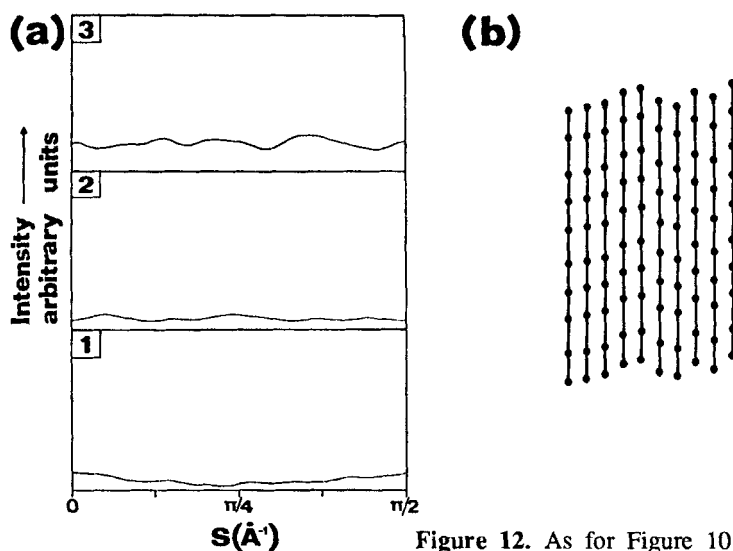 (a)
3
2
1
Intensity
arbitrary units
0
π/4
π/2
S(Å⁻¹)
(b)
Figure 12. As for Figure 10